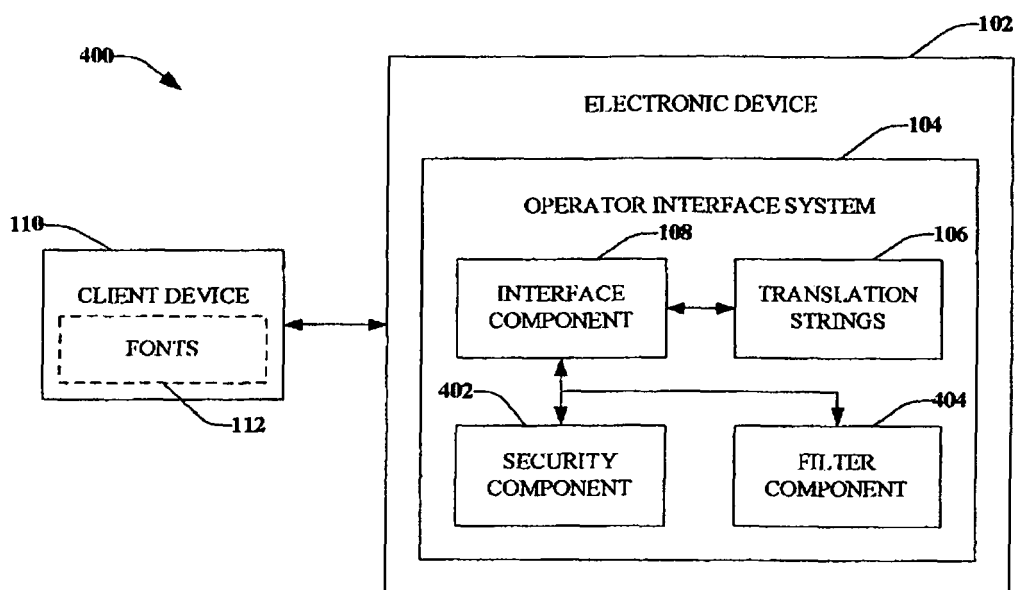 102
400
ELECTRONIC DEVICE
104
OPERATOR INTERFACE SYSTEM
110
108
106
CLIENT DEVICE
FONTS
INTERFACE
COMPONENT
TRANSLATION
STRINGS
112
402
404
SECURITY
COMPONENT
FILTER
COMPONENT